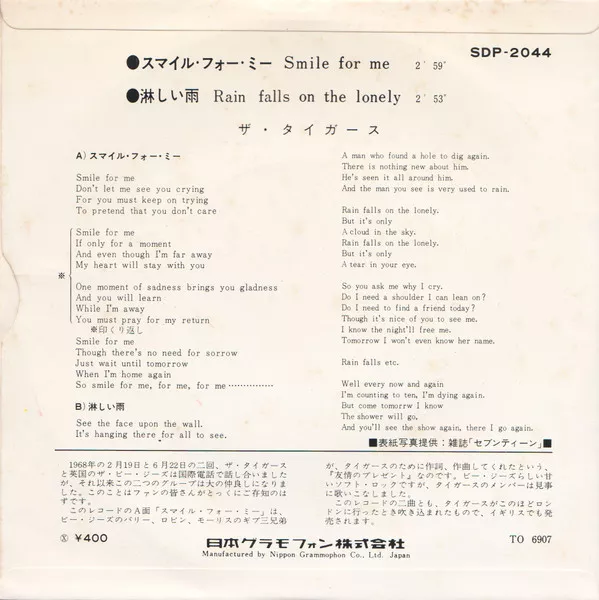 SDP-2044
●スマイル・フォー・ミー Smile for me 2′59″
●淋しい雨 Rain falls on the lonely 2′53″
ザ・タイガース
A)スマイル・フォー・ミー
Smile for me
Don't let me see you crying
For you must keep on trying
To pretend that you don't care
Smile for me
If only for a moment
And even though I'm far away
My heart will stay with you
※
One moment of sadness brings you gladness
And you will learn
While I'm away
You must pray for my return
※印くり返し
Smile for me
Though there's no need for sorrow
Just wait until tomorrow
When I'm home again
So smile for me, for me, for me……………
B)淋しい雨
See the face upon the wall.
It's hanging there for all to see.
A man who found a hole to dig again.
There is nothing new about him.
He's seen it all around him.
And the man you see is very used to rain.
Rain falls on the lonely.
But it's only
A cloud in the sky.
Rain falls on the lonely.
But it's only
A tear in your eye.
So you ask me why I cry.
Do I need a shoulder I can lean on?
Do I need to find a friend today?
Though it's nice of you to see me.
I know the night'll free me.
Tomorrow I won't even know her name.
Rain falls etc.
Well every now and again
I'm counting to ten, I'm dying again.
But come tomorrw I know
The shower will go.
And you'll see the show again, there I go again.
■表紙写真提供:雑誌「セブンティーン」■
1968年の2月19日と6月22日の二回、ザ・タイガース
と英国のザ・ビー・ジーズは国際電話で話し合いました
が、それ以来この二つのグループは大の仲良しになりま
した。このことはファンの皆さんがとっくにご存知のは
ずです。
このレコードのA面「スマイル・フォー・ミー」は、
ビー・ジーズのバリー、ロビン、モーリスのギブ三兄弟
が、タイガースのために作詞、作曲してくれたという、
『友情のプレゼント』なのです。ビー・ジーズらしい甘
いソフト・ロックですが、タイガースのメンバーは見事
に歌いこなしました。
このレコードの二曲とも、タイガースがこのほどロン
ドンに行ったとき吹き込まれたもので、イギリスでも発
売されます。
Ⓧ ¥400
日本グラモフォン株式会社
Manufactured by Nippon Grammophon Co., Ltd. Japan
TO 6907